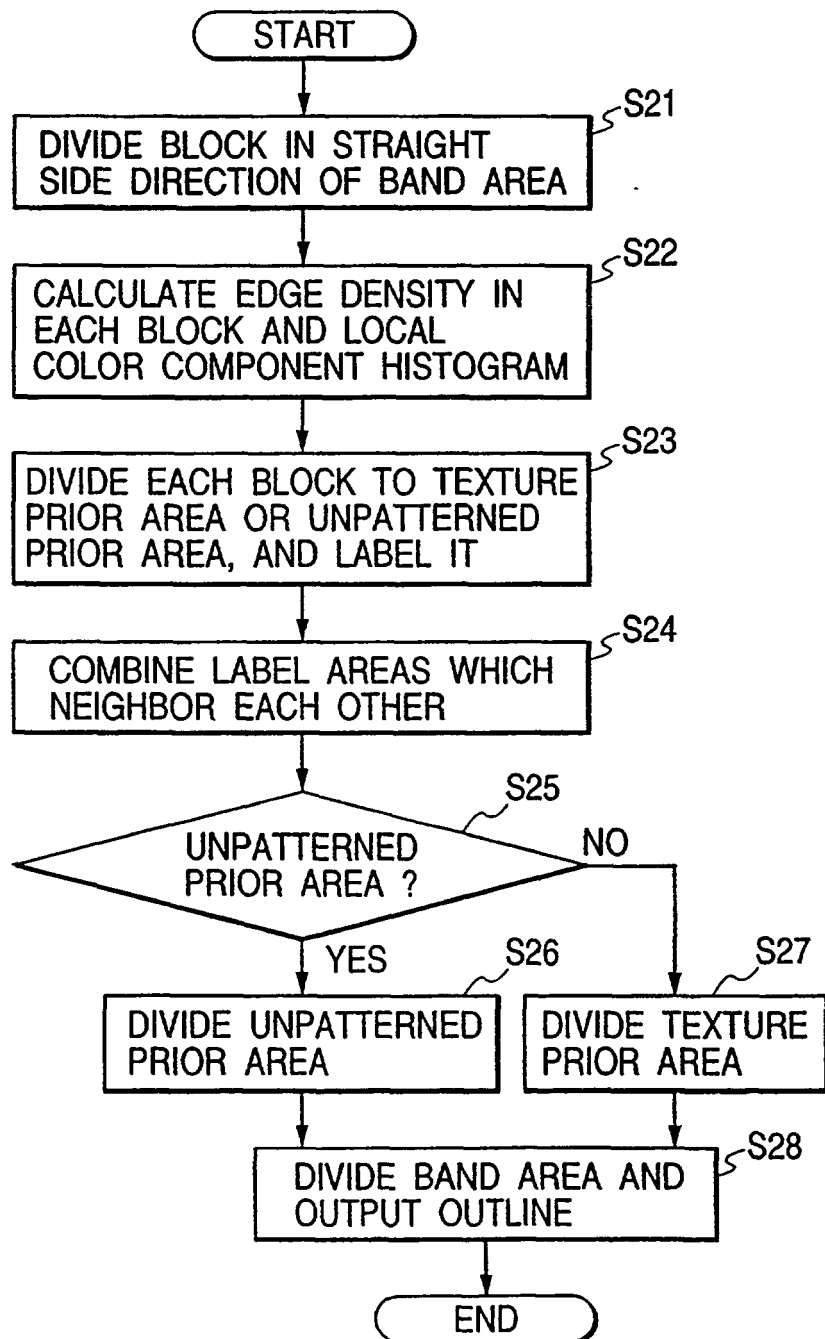 START
S21
DIVIDE BLOCK IN STRAIGHT
SIDE DIRECTION OF BAND AREA
S22
CALCULATE EDGE DENSITY IN
EACH BLOCK AND LOCAL
COLOR COMPONENT HISTOGRAM
S23
DIVIDE EACH BLOCK TO TEXTURE
PRIOR AREA OR UNPATTERNED
PRIOR AREA, AND LABEL IT
S24
COMBINE LABEL AREAS WHICH
NEIGHBOR EACH OTHER
S25
UNPATTERNED
PRIOR AREA ?
NO
YES
S26
DIVIDE UNPATTERNED
PRIOR AREA
S27
DIVIDE TEXTURE
PRIOR AREA
S28
DIVIDE BAND AREA AND
OUTPUT OUTLINE
END